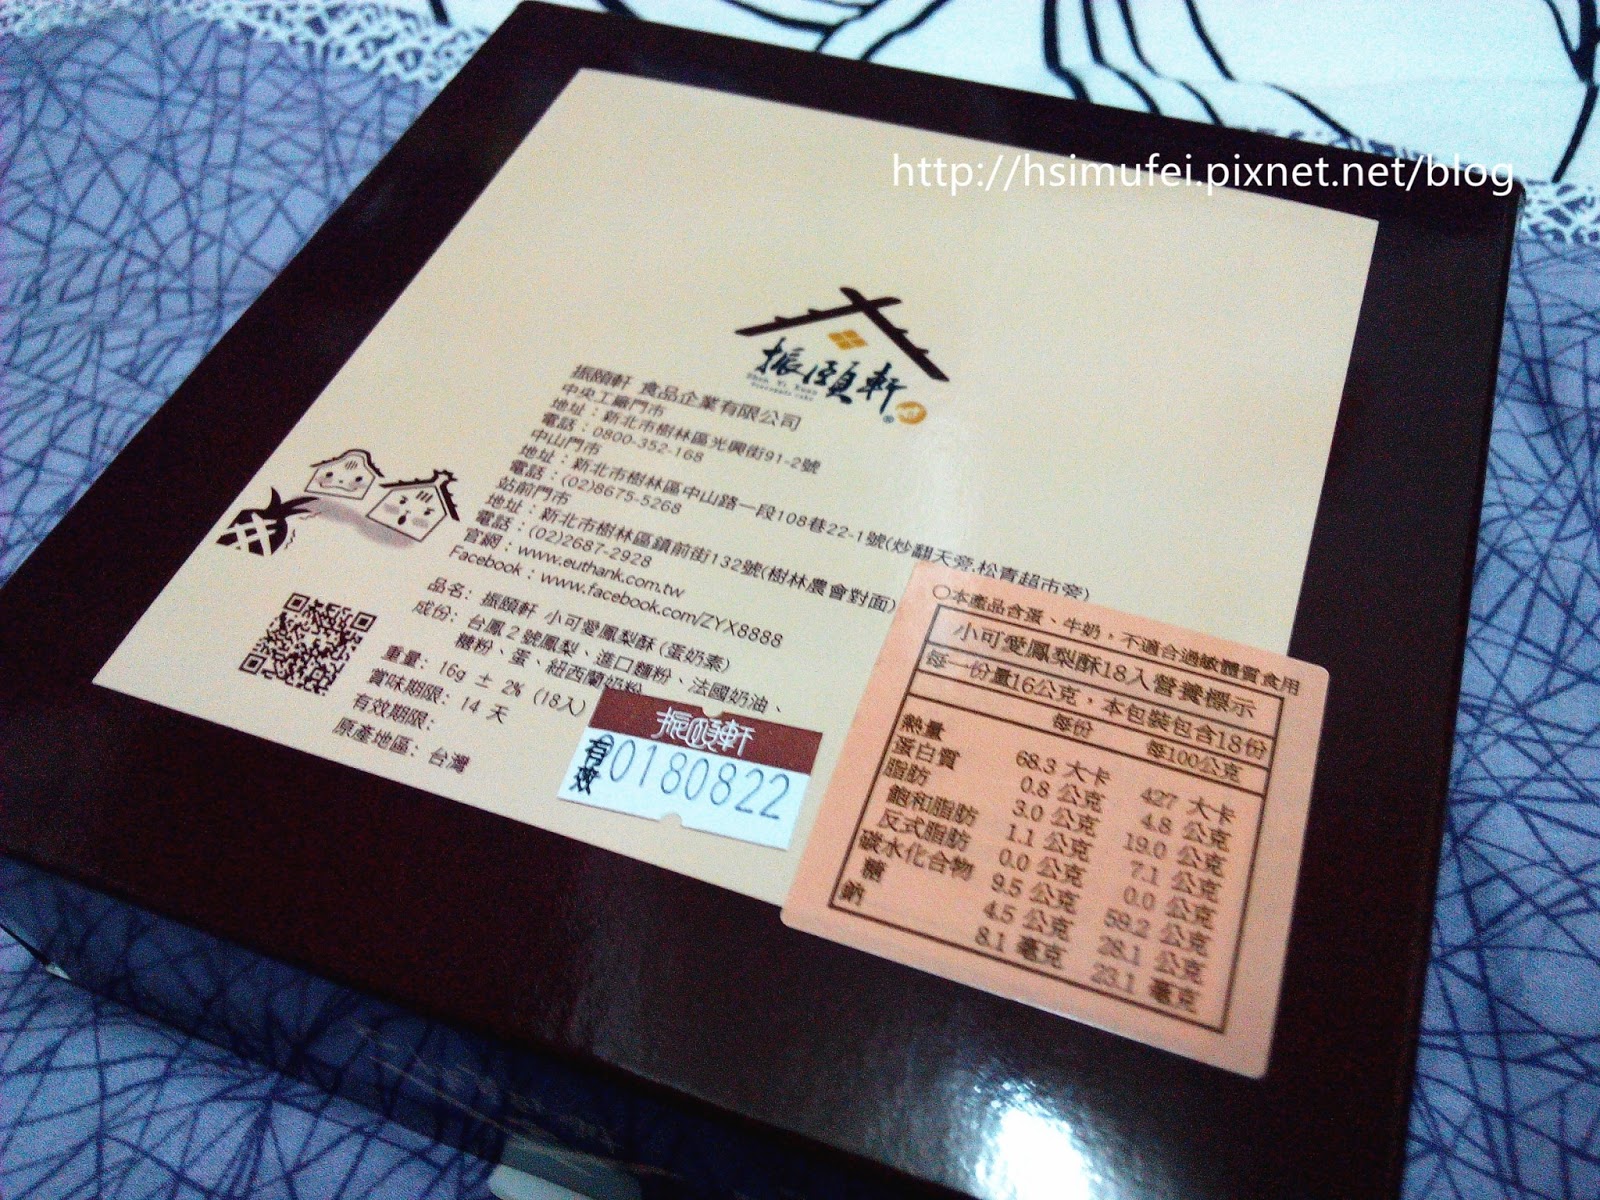 http://hsimufei.pixnet.net/blog
振頤軒
Zhen Yi Xuan
振頤軒 食品企業有限公司
中央工廠門市
地址：新北市樹林區光興街91-2號
電話：0800-352-168
中山門市
地址：新北市樹林區中山路一段108巷22-1號(炒翻天旁.松青超市旁)
電話：(02)8675-5268
站前門市
地址：新北市樹林區鎮前街132號(樹林農會對面)
電話：(02)2687-2928
官網：www.euthank.com.tw
Facebook：www.facebook.com/ZYX8888
品名：振頤軒 小可愛鳳梨酥 (蛋奶素)
成份：台鳳２號鳳梨、進口麵粉、法國奶油、
糖粉、蛋、紐西蘭奶粉
重量：16g ± 2% (18入)
賞味期限：14 天
有效期限：
原產地區：台灣
振頤軒
有效
20180822
○本產品含蛋、牛奶，不適合過敏體質食用
小可愛鳳梨酥18入營養標示
每一份量16公克，本包裝包含18份
每份 每100公克
熱量 68.3 大卡 427 大卡
蛋白質 0.8 公克 4.8 公克
脂肪 3.0 公克 19.0 公克
飽和脂肪 1.1 公克 7.1 公克
反式脂肪 0.0 公克 0.0 公克
碳水化合物 9.5 公克 59.2 公克
糖 4.5 公克 28.1 公克
鈉 8.1 毫克 23.1 毫克